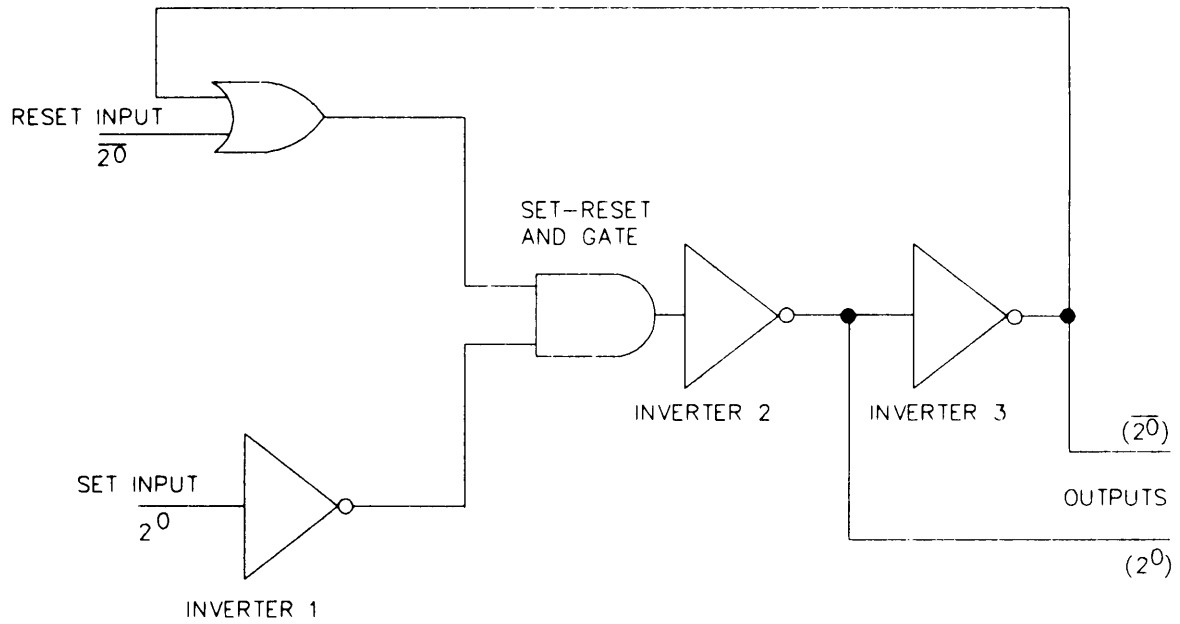 RESET INPUT
2̅0̅
SET-RESET
AND GATE
INVERTER 2
INVERTER 3
(2̅0̅)
SET INPUT
2⁰
OUTPUTS
(2⁰)
INVERTER 1